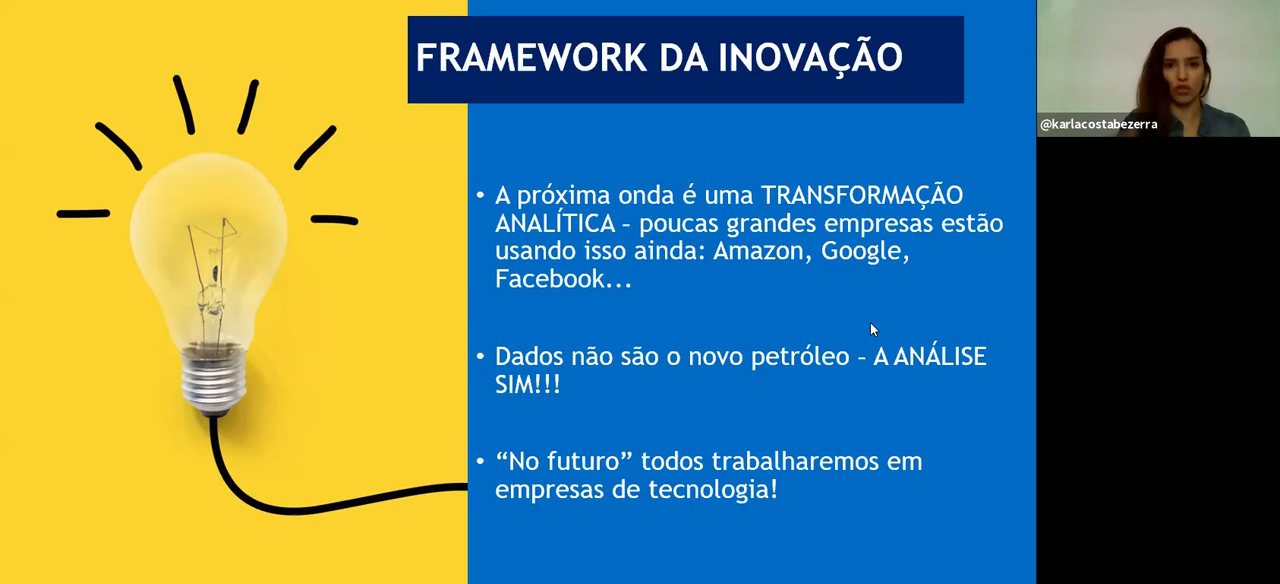 FRAMEWORK DA INOVAÇÃO
@karlacostabezerra
• A próxima onda é uma TRANSFORMAÇÃO
ANALÍTICA – poucas grandes empresas estão
usando isso ainda: Amazon, Google,
Facebook...
• Dados não são o novo petróleo – A ANÁLISE
SIM!!!
• “No futuro” todos trabalharemos em
empresas de tecnologia!